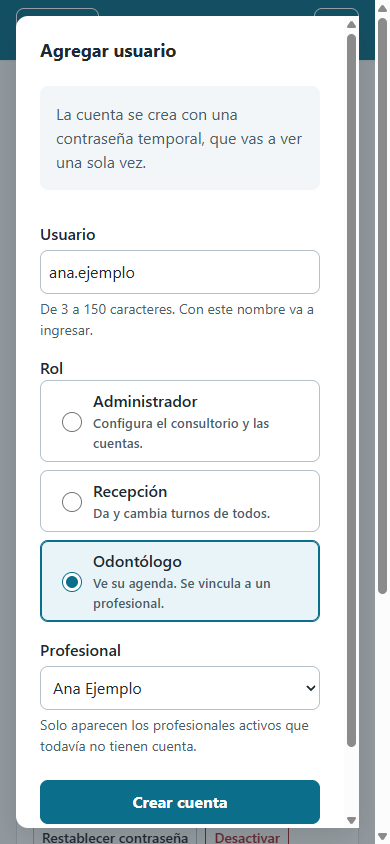 Agregar usuario
La cuenta se crea con una
contraseña temporal, que vas a ver
una sola vez.
Usuario
ana.ejemplo
De 3 a 150 caracteres. Con este nombre va a
ingresar.
Rol
Administrador
Configura el consultorio y las
cuentas.
Recepción
Da y cambia turnos de todos.
Odontólogo
Ve su agenda. Se vincula a un
profesional.
Profesional
Ana Ejemplo
Solo aparecen los profesionales activos que
todavía no tienen cuenta.
Crear cuenta
Restablecer contraseña Desactivar